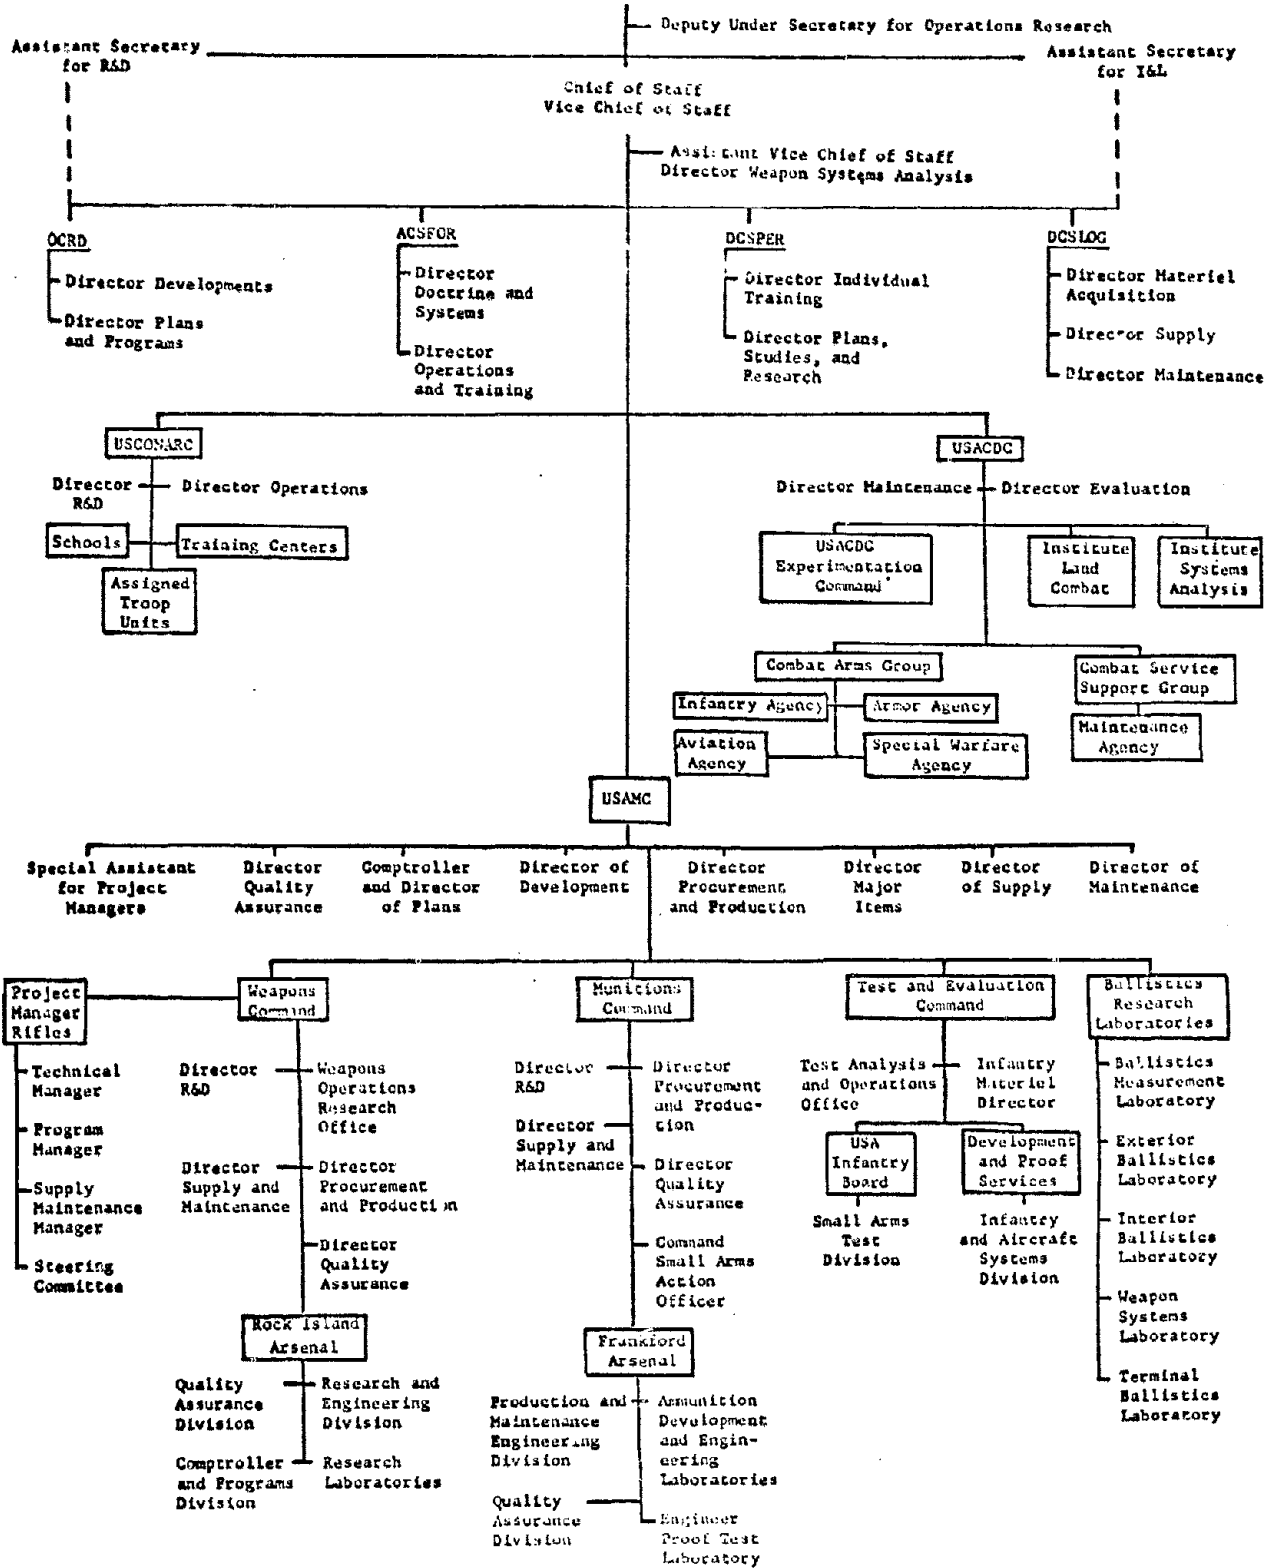 Deputy Under Secretary for Operations Research
Assistant Secretary
for R&D
Assistant Secretary
for I&L
Chief of Staff
Vice Chief of Staff
Assistant Vice Chief of Staff
Director Weapon Systems Analysis
OCRD
Director Developments
Director Plans
and Programs
ACSFOR
Director
Doctrine and
Systems
Director
Operations
and Training
DCSPER
Director Individual
Training
Director Plans,
Studies, and
Research
DCSLOG
Director Materiel
Acquisition
Director Supply
Director Maintenance
USCONARC
Director
R&D
Director Operations
Schools
Training Centers
Assigned
Troop
Units
USACDC
Director Maintenance
Director Evaluation
USACDC
Experimentation
Command
Institute
Land
Combat
Institute
Systems
Analysis
Combat Arms Group
Infantry Agency
Armor Agency
Aviation
Agency
Special Warfare
Agency
Combat Service
Support Group
Maintenance
Agency
USAMC
Special Assistant
for Project
Managers
Director
Quality
Assurance
Comptroller
and Director
of Plans
Director of
Development
Director
Procurement
and Production
Director
Major
Items
Director
of Supply
Director of
Maintenance
Project
Manager
Rifles
Technical
Manager
Program
Manager
Supply
Maintenance
Manager
Steering
Committee
Weapons
Command
Director
R&D
Weapons
Operations
Research
Office
Director
Supply and
Maintenance
Director
Procurement
and Production
Director
Quality
Assurance
Rock Island
Arsenal
Quality
Assurance
Division
Research and
Engineering
Division
Comptroller
and Programs
Division
Research
Laboratories
Munitions
Command
Director
R&D
Director
Procurement
and Produc-
tion
Director
Supply and
Maintenance
Director
Quality
Assurance
Command
Small Arms
Action
Officer
Frankford
Arsenal
Production and
Maintenance
Engineering
Division
Ammunition
Development
and Engin-
eering
Laboratories
Quality
Assurance
Division
Engineer
Proof Test
Laboratory
Test and Evaluation
Command
Test Analysis
and Operations
Office
Infantry
Materiel
Director
USA
Infantry
Board
Development
and Proof
Services
Small Arms
Test
Division
Infantry
and Aircraft
Systems
Division
Ballistics
Research
Laboratories
Ballistics
Measurement
Laboratory
Exterior
Ballistics
Laboratory
Interior
Ballistics
Laboratory
Weapon
Systems
Laboratory
Terminal
Ballistics
Laboratory